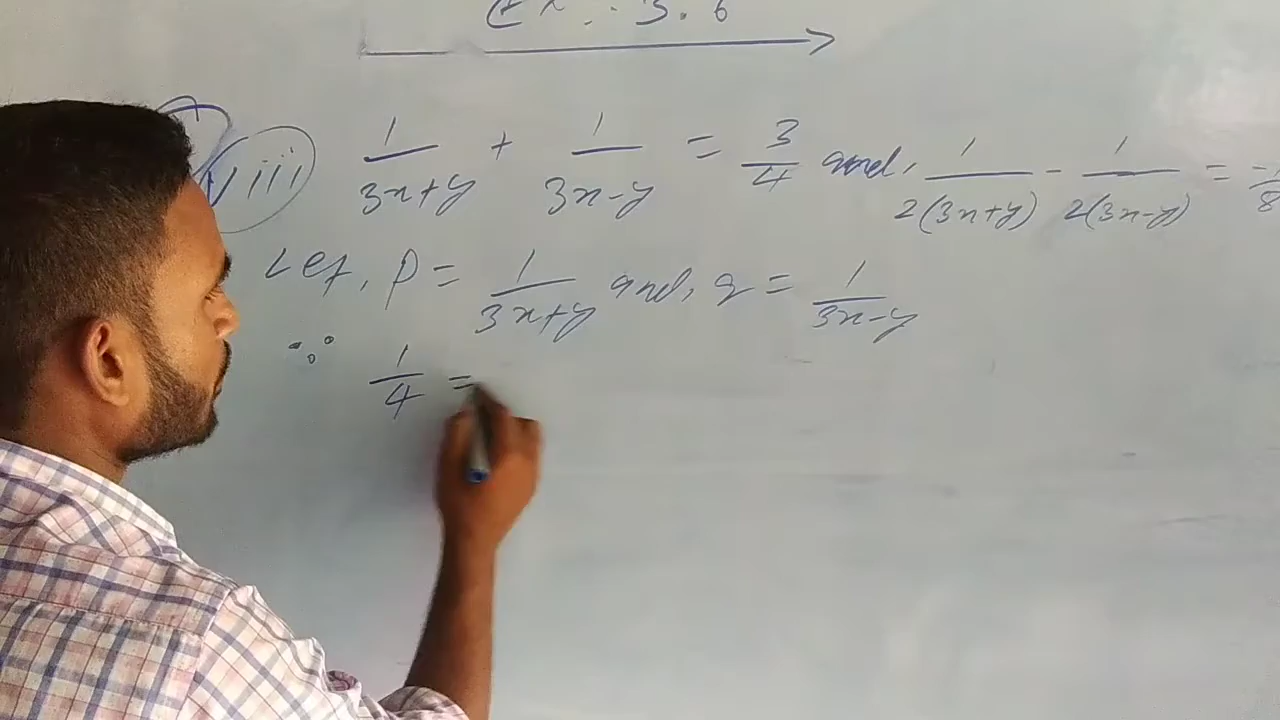 Ex. : 3.6
viii 1/(3x+y) + 1/(3x-y) = 3/4 and, 1/2(3x+y) - 1/2(3x-y) = -1/8
Let, p = 1/(3x+y) and, q = 1/(3x-y)
∵ 1/4 =